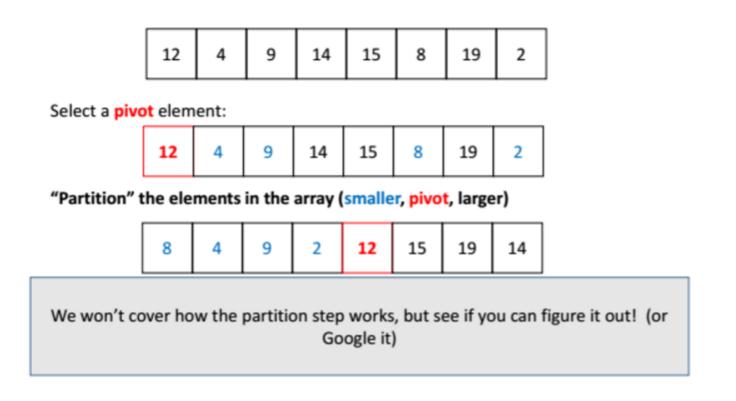 12 4 9 14 15 8 19 2
Select a pivot element:
12 4 9 14 15 8 19 2
“Partition” the elements in the array (smaller, pivot, larger)
8 4 9 2 12 15 19 14
We won’t cover how the partition step works, but see if you can figure it out! (or
Google it)